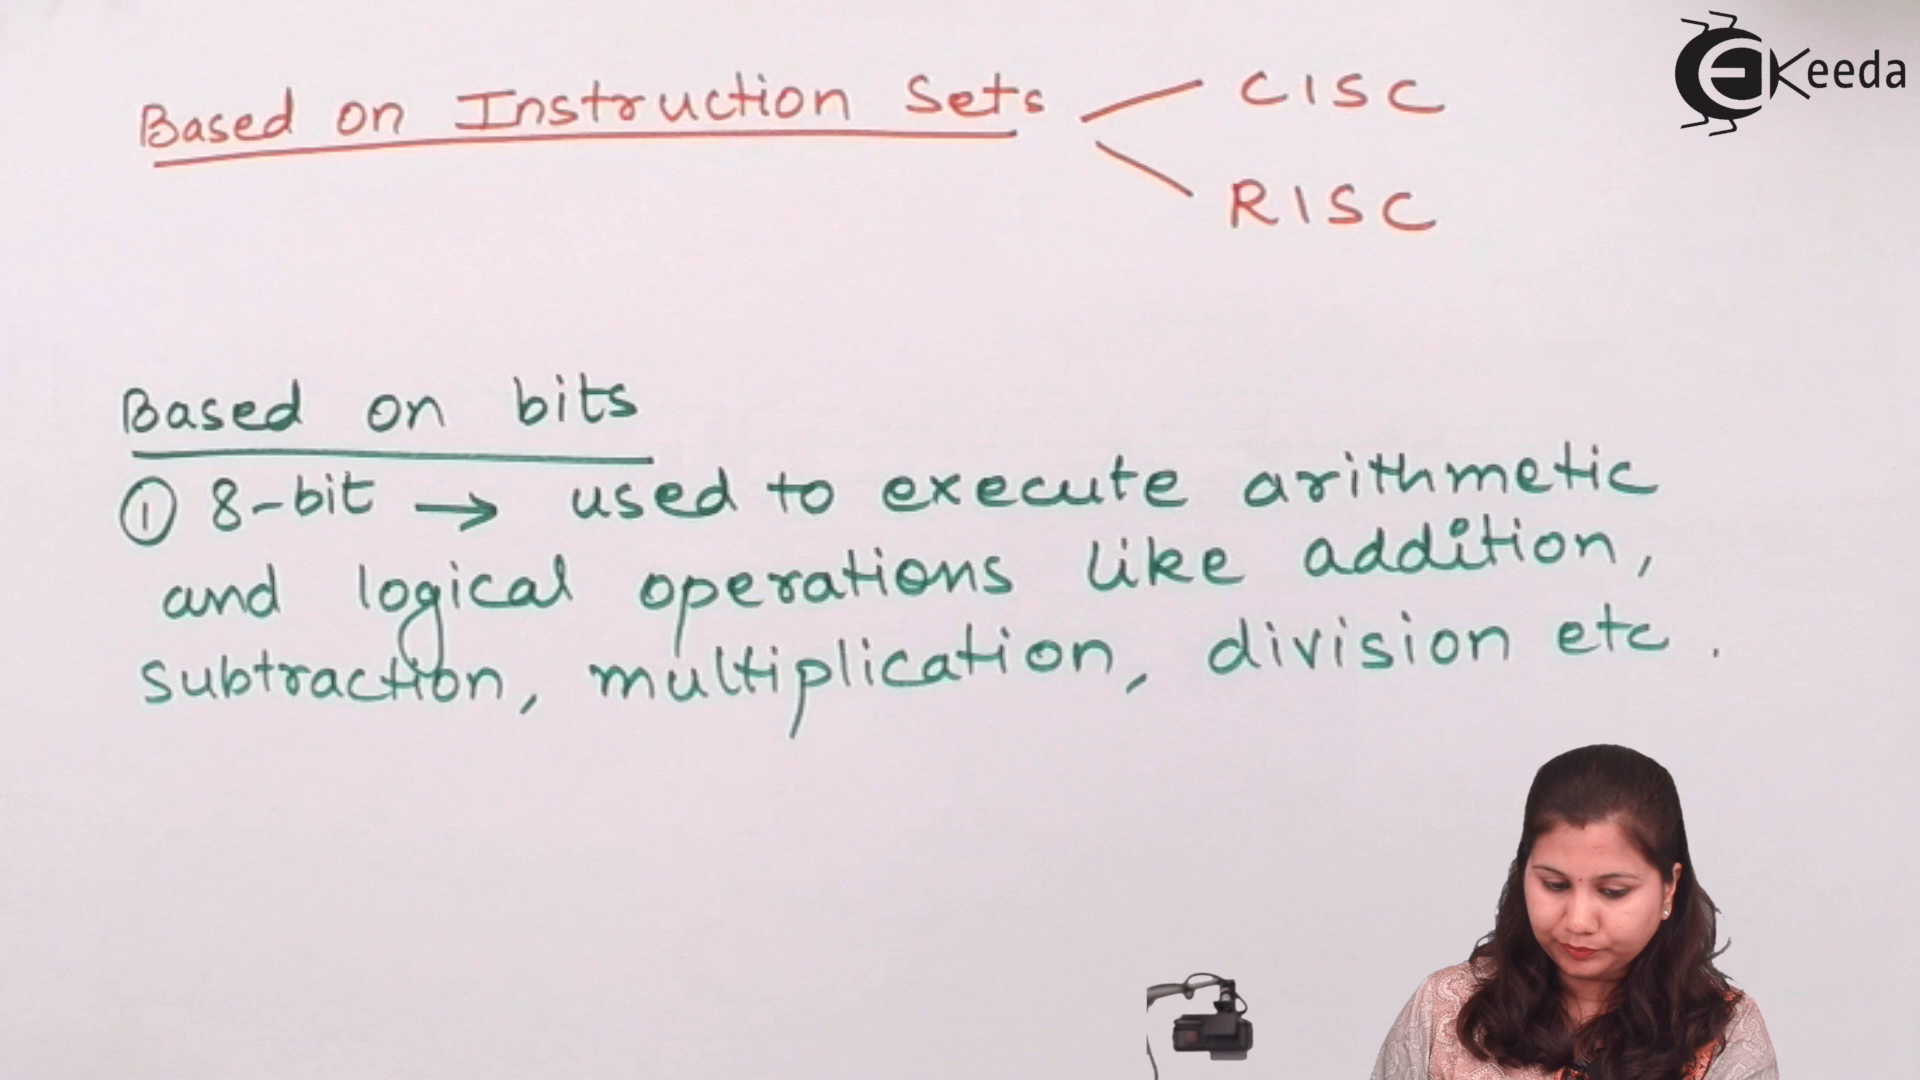 Based on Instruction Sets
CISC
RISC
EKeeda
Based on bits
① 8-bit → used to execute arithmetic
and logical operations like addition,
subtraction, multiplication, division etc.